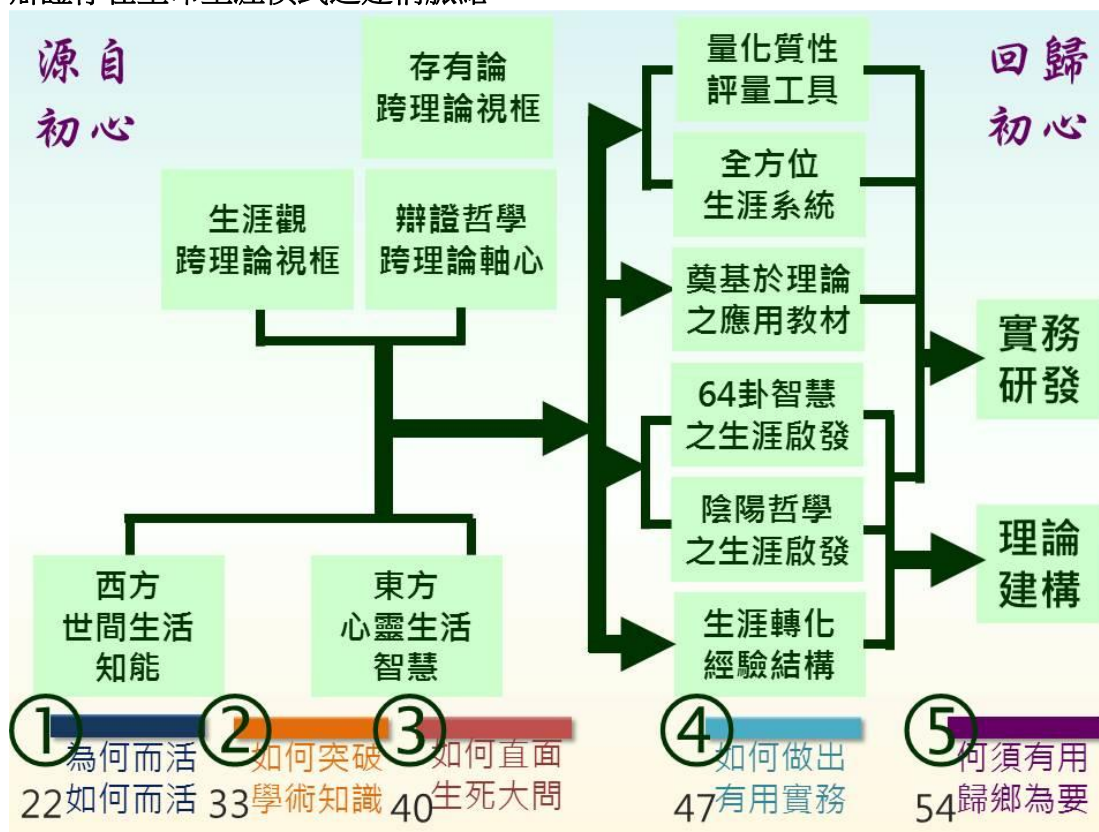 源自
初心
存有論
跨理論視框
生涯觀
跨理論視框
辯證哲學
跨理論軸心
西方
世間生活
知能
東方
心靈生活
智慧
量化質性
評量工具
全方位
生涯系統
奠基於理論
之應用教材
64卦智慧
之生涯啟發
陰陽哲學
之生涯啟發
生涯轉化
經驗結構
回歸
初心
實務
研發
理論
建構
①
為何而活
22如何而活
②
如何突破
33學術知識
③
如何直面
40生死大問
④
如何做出
47有用實務
⑤
何須有用
54歸鄉為要